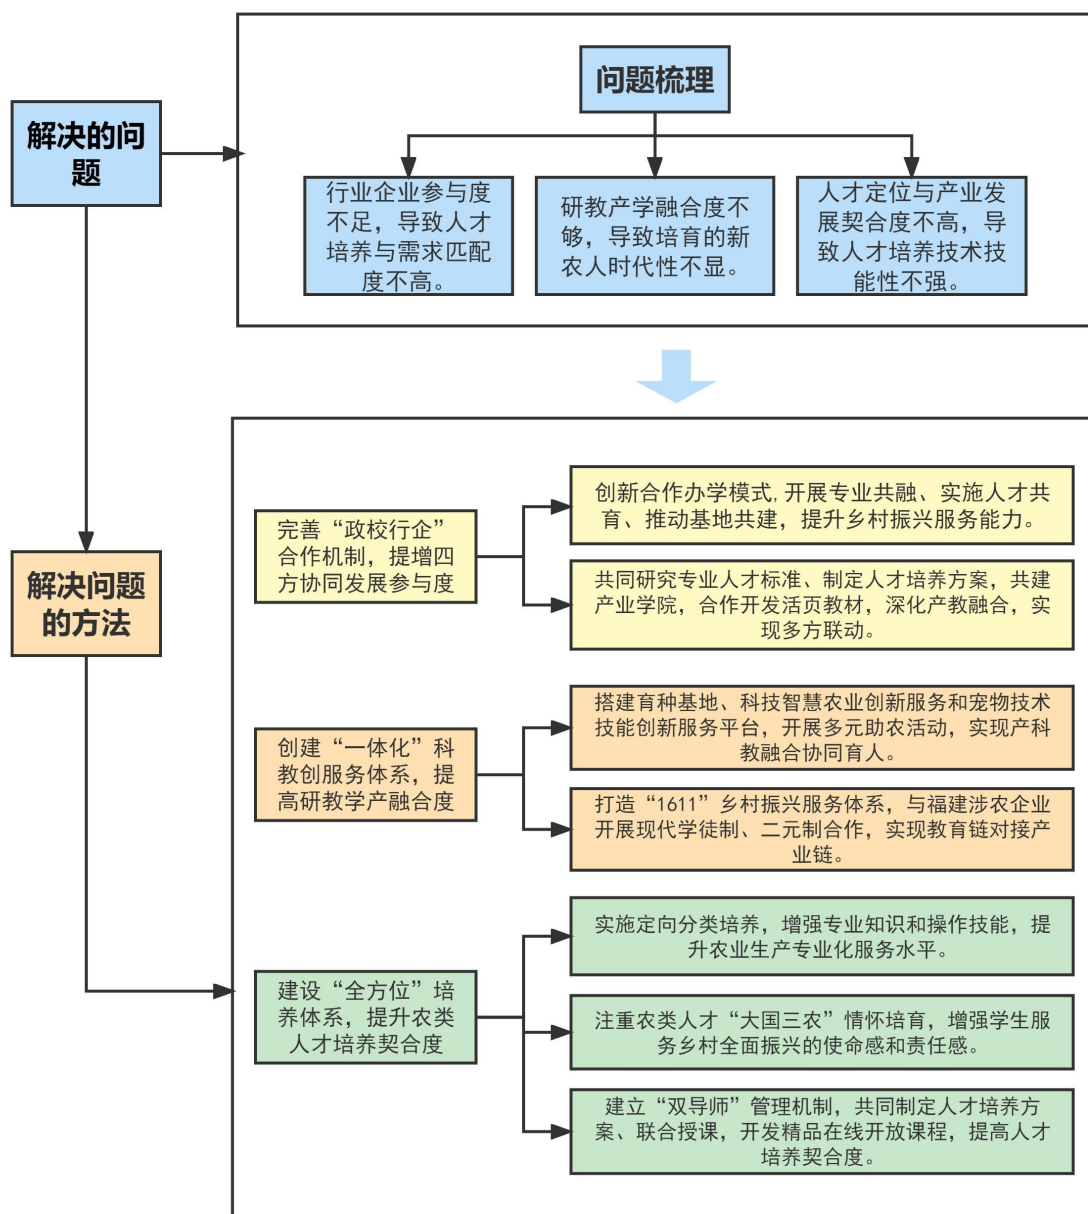 问题梳理
解决的问
题
行业企业参与度
不足，导致人才
培养与需求匹配
度不高。
研教产学融合度不
够，导致培育的新
农人时代性不显。
人才定位与产业发
展契合度不高，导
致人才培养技术技
能性不强。
解决问题
的方法
完善“政校行企”
合作机制，提增四
方协同发展参与度
创新合作办学模式,开展专业共融、实施人才共
育、推动基地共建，提升乡村振兴服务能力。
共同研究专业人才标准、制定人才培养方案，共建
产业学院，合作开发活页教材，深化产教融合，实
现多方联动。
创建“一体化”科
教创服务体系，提
高研教学产融合度
搭建育种基地、科技智慧农业创新服务和宠物技术
技能创新服务平台，开展多元助农活动，实现产科
教融合协同育人。
打造“1611”乡村振兴服务体系，与福建涉农企业
开展现代学徒制、二元制合作，实现教育链对接产
业链。
建设“全方位”培
养体系，提升农类
人才培养契合度
实施定向分类培养，增强专业知识和操作技能，提
升农业生产专业化服务水平。
注重农类人才“大国三农”情怀培育，增强学生服
务乡村全面振兴的使命感和责任感。
建立“双导师”管理机制，共同制定人才培养方
案、联合授课，开发精品在线开放课程，提高人才
培养契合度。